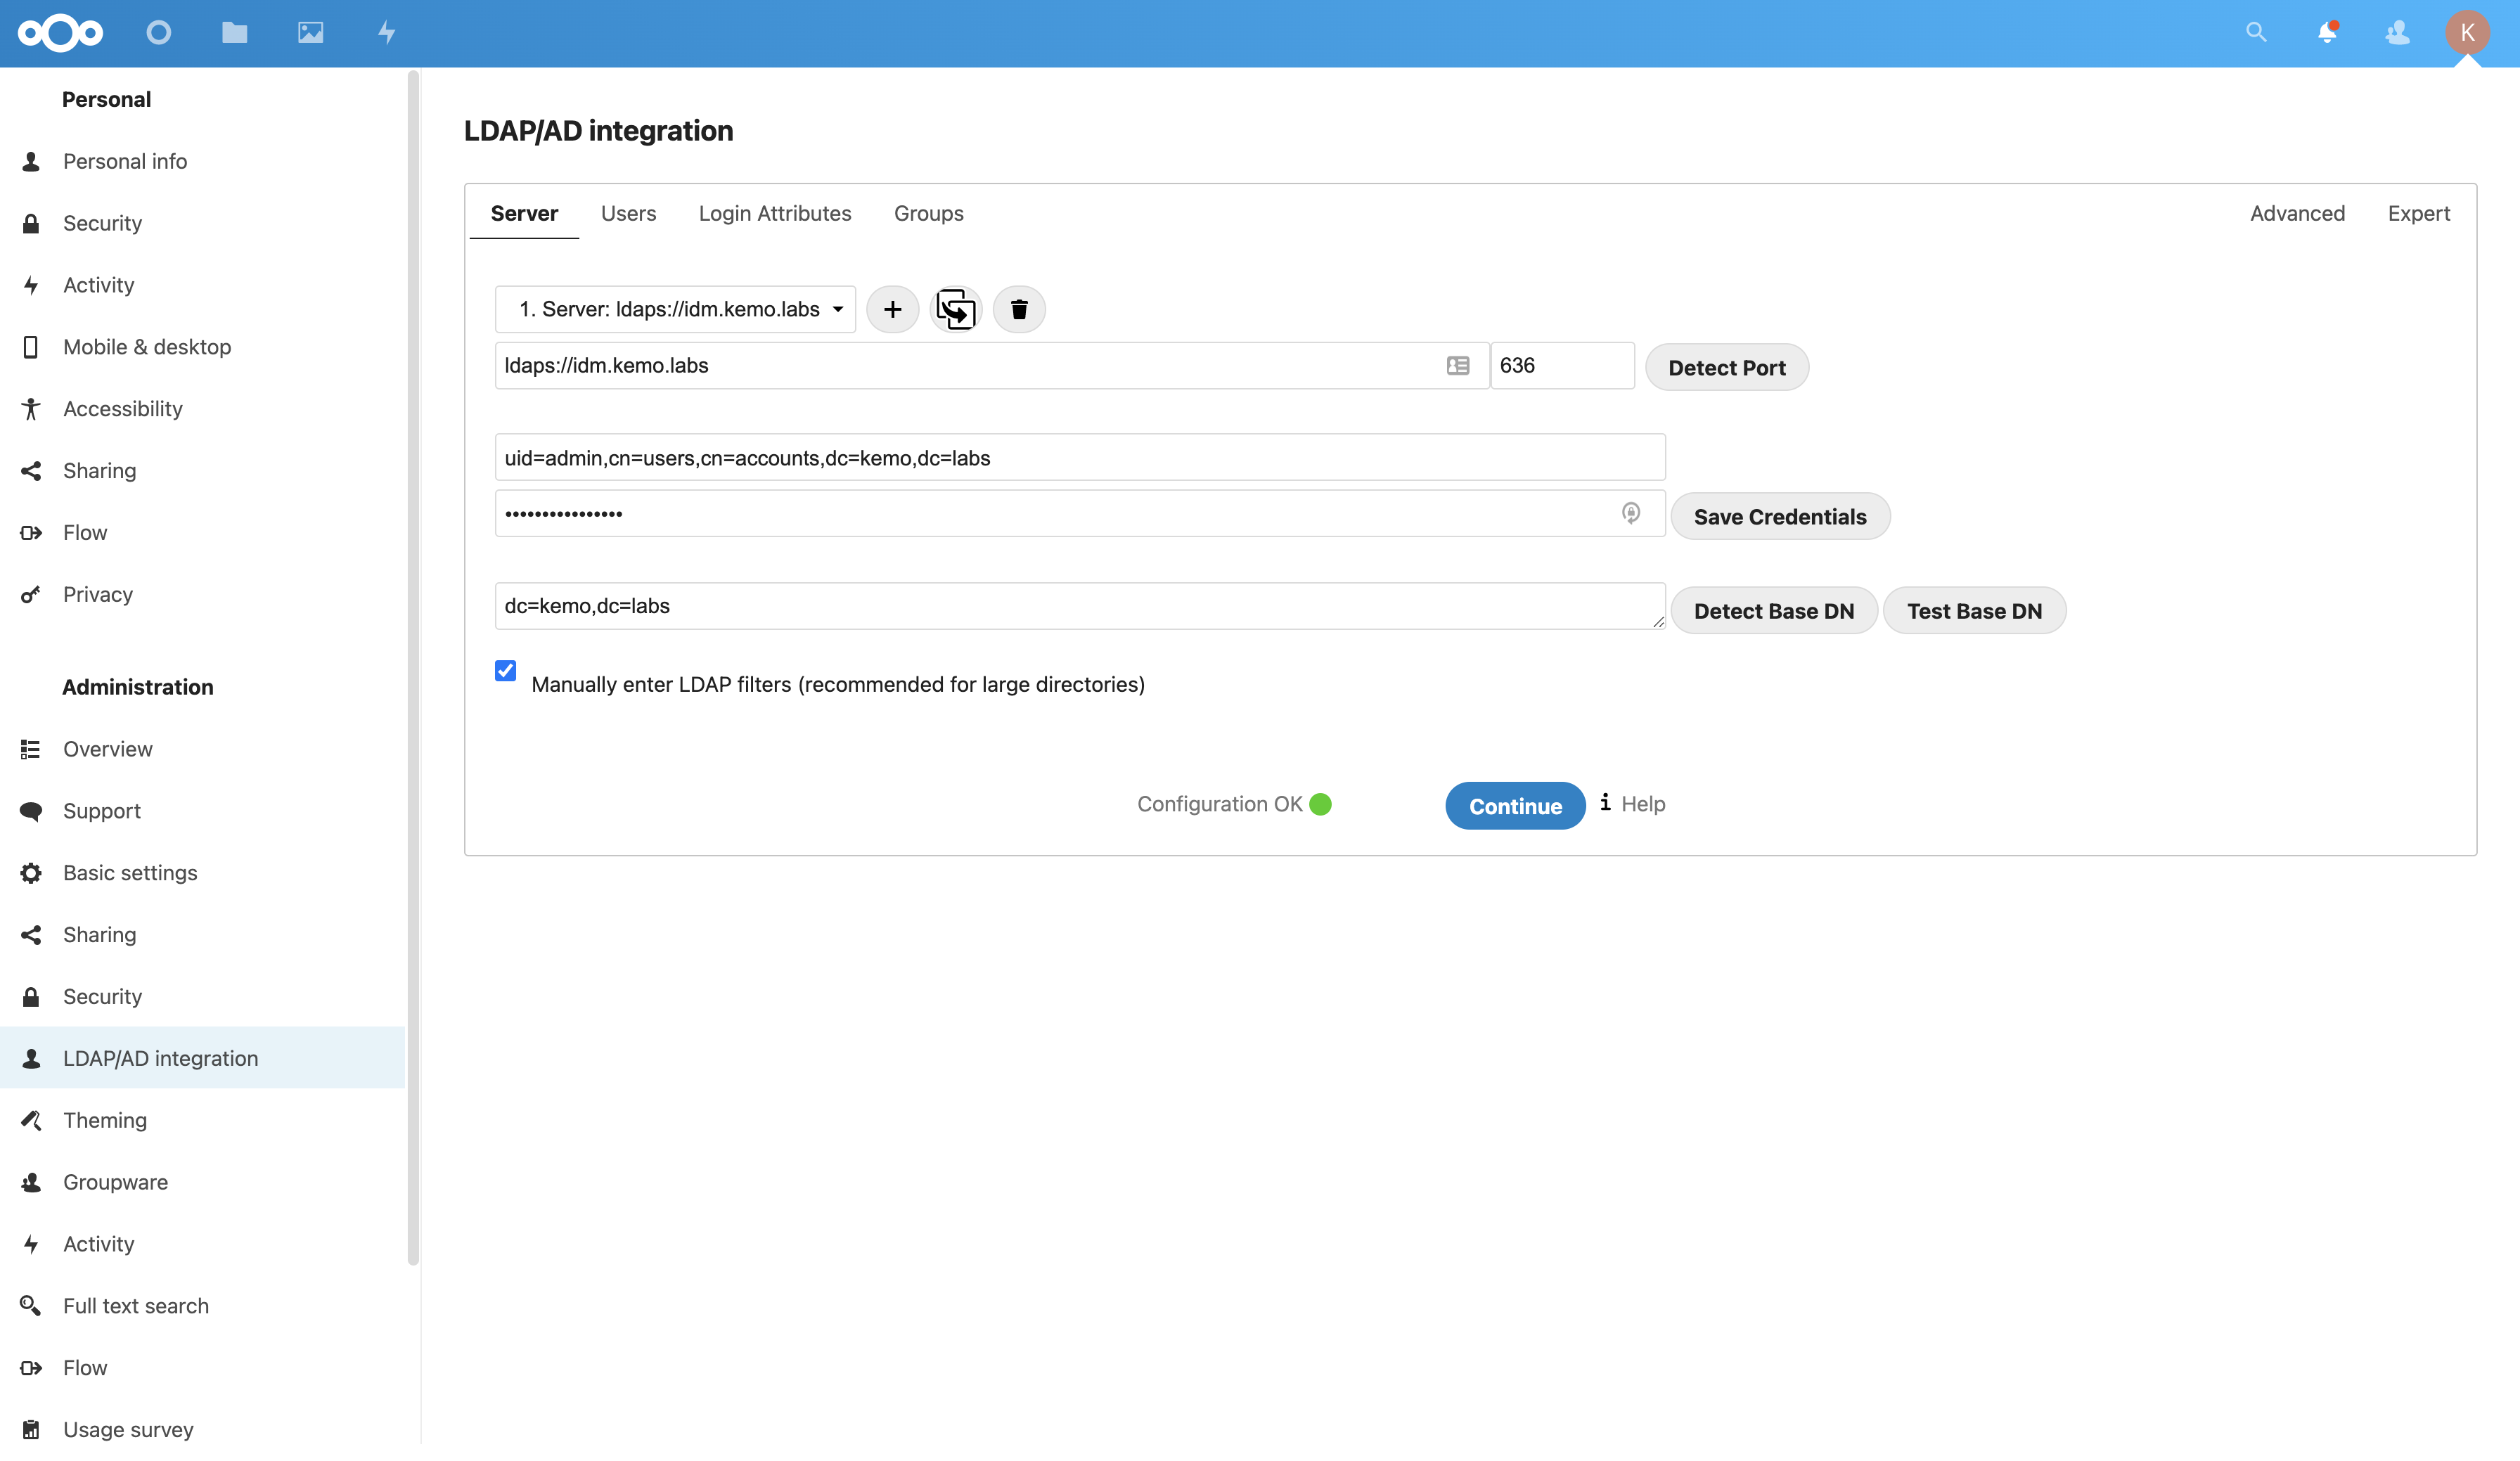 K
Personal
Personal info
Security
Activity
Mobile & desktop
Accessibility
Sharing
Flow
Privacy
Administration
Overview
Support
Basic settings
Sharing
Security
LDAP/AD integration
Theming
Groupware
Activity
Full text search
Flow
Usage survey
LDAP/AD integration
Server Users Login Attributes Groups Advanced Expert
1. Server: ldaps://idm.kemo.labs
ldaps://idm.kemo.labs 636 Detect Port
uid=admin,cn=users,cn=accounts,dc=kemo,dc=labs
•••••••••••••••• Save Credentials
dc=kemo,dc=labs Detect Base DN Test Base DN
Manually enter LDAP filters (recommended for large directories)
Configuration OK Continue i Help